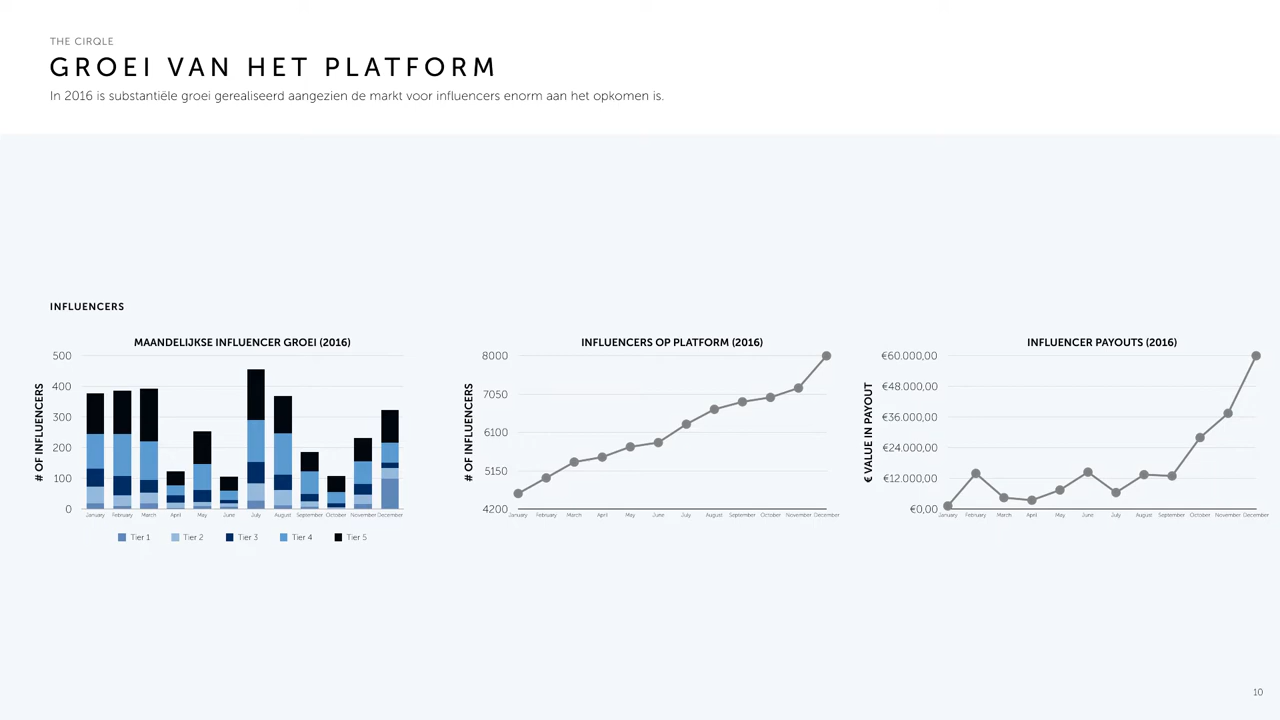 THE CIRQLE
GROEI VAN HET PLATFORM
In 2016 is substantiële groei gerealiseerd aangezien de markt voor influencers enorm aan het opkomen is.
INFLUENCERS
MAANDELIJKSE INFLUENCER GROEI (2016)
# OF INFLUENCERS
500
400
300
200
100
0
January February March April May June July August September October November December
Tier 1 Tier 2 Tier 3 Tier 4 Tier 5
INFLUENCERS OP PLATFORM (2016)
# OF INFLUENCERS
8000
7050
6100
5150
4200
January February March April May June July August September October November December
INFLUENCER PAYOUTS (2016)
€ VALUE IN PAYOUT
€60.000,00
€48.000,00
€36.000,00
€24.000,00
€12.000,00
€0,00
January February March April May June July August September October November December
10